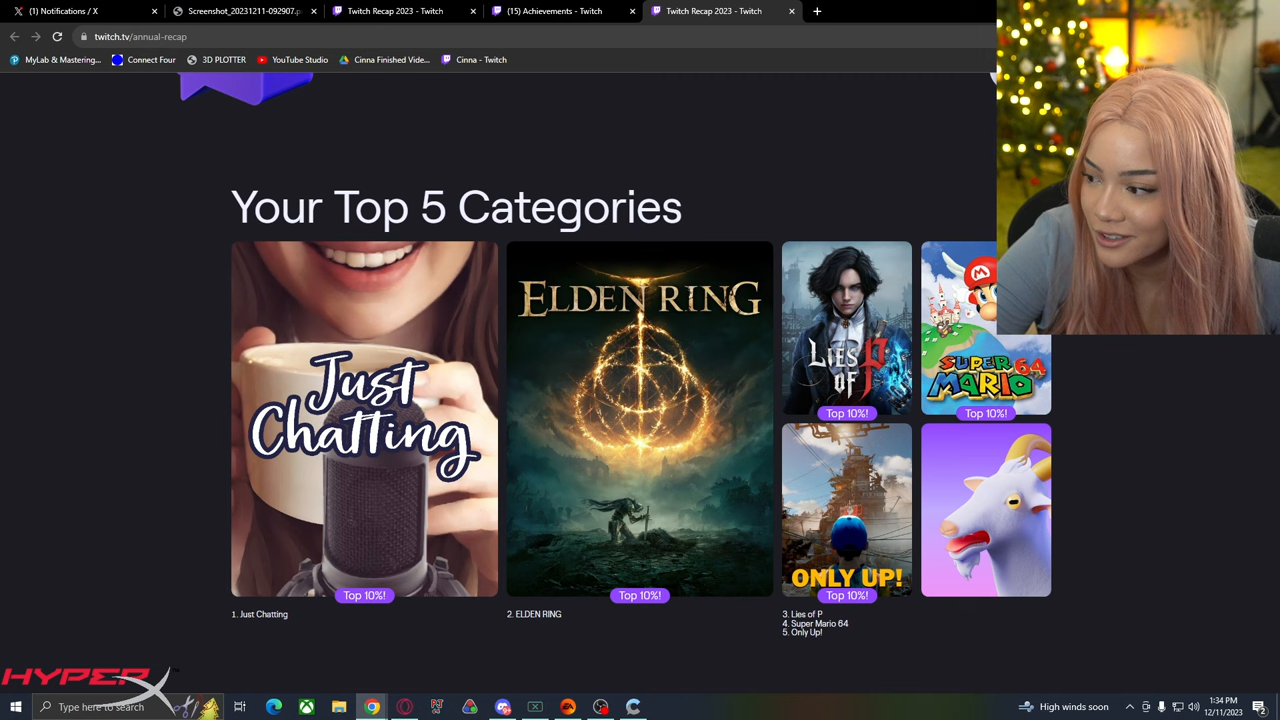 (1) Notifications / X
Screenshot_20231211-092907.p
Twitch Recap 2023 - Twitch
(15) Achievements - Twitch
Twitch Recap 2023 - Twitch
twitch.tv/annual-recap
MyLab & Mastering...
Connect Four
3D PLOTTER
YouTube Studio
Cinna Finished Vide...
Cinna - Twitch
Your Top 5 Categories
Just
Chatting
Top 10%!
1. Just Chatting
ELDEN RING
Top 10%!
2. ELDEN RING
LIES
OF P
Top 10%!
SUPER
MARIO 64
Top 10%!
ONLY UP!
Top 10%!
3. Lies of P
4. Super Mario 64
5. Only Up!
HYPERX
Type here to search
High winds soon
1:34 PM
12/11/2023
2